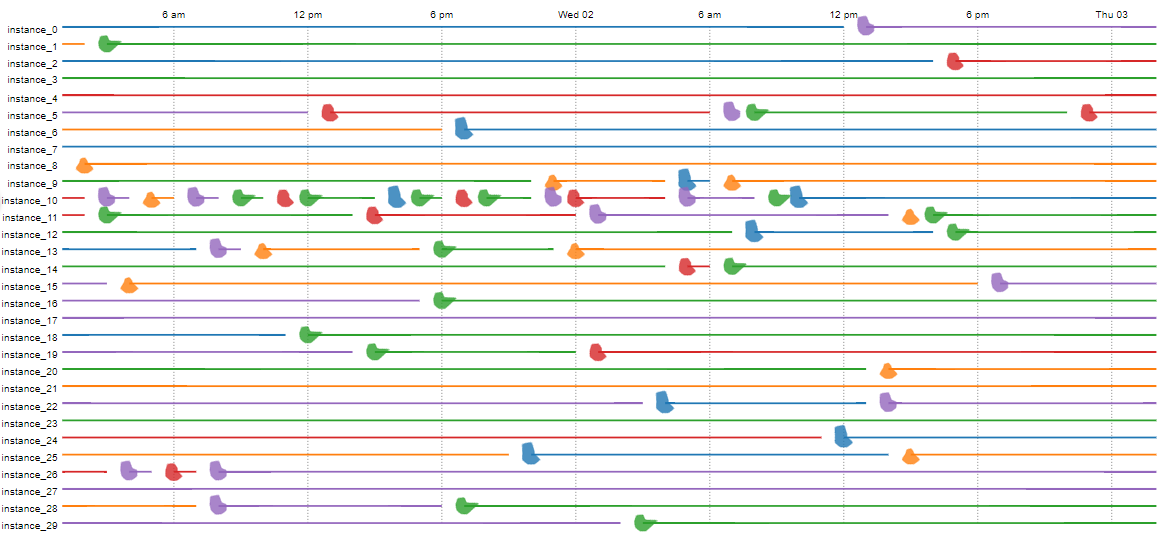 6 am 12 pm 6 pm Wed 02 6 am 12 pm 6 pm Thu 03
instance_0
instance_1
instance_2
instance_3
instance_4
instance_5
instance_6
instance_7
instance_8
instance_9
instance_10
instance_11
instance_12
instance_13
instance_14
instance_15
instance_16
instance_17
instance_18
instance_19
instance_20
instance_21
instance_22
instance_23
instance_24
instance_25
instance_26
instance_27
instance_28
instance_29